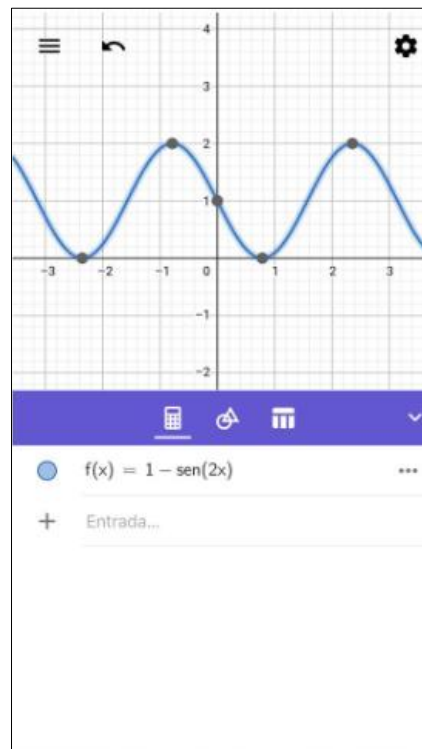 4
3
2
1
-3 -2 -1 0 1 2 3
-1
-2
f(x) = 1 − sen(2x)
Entrada...